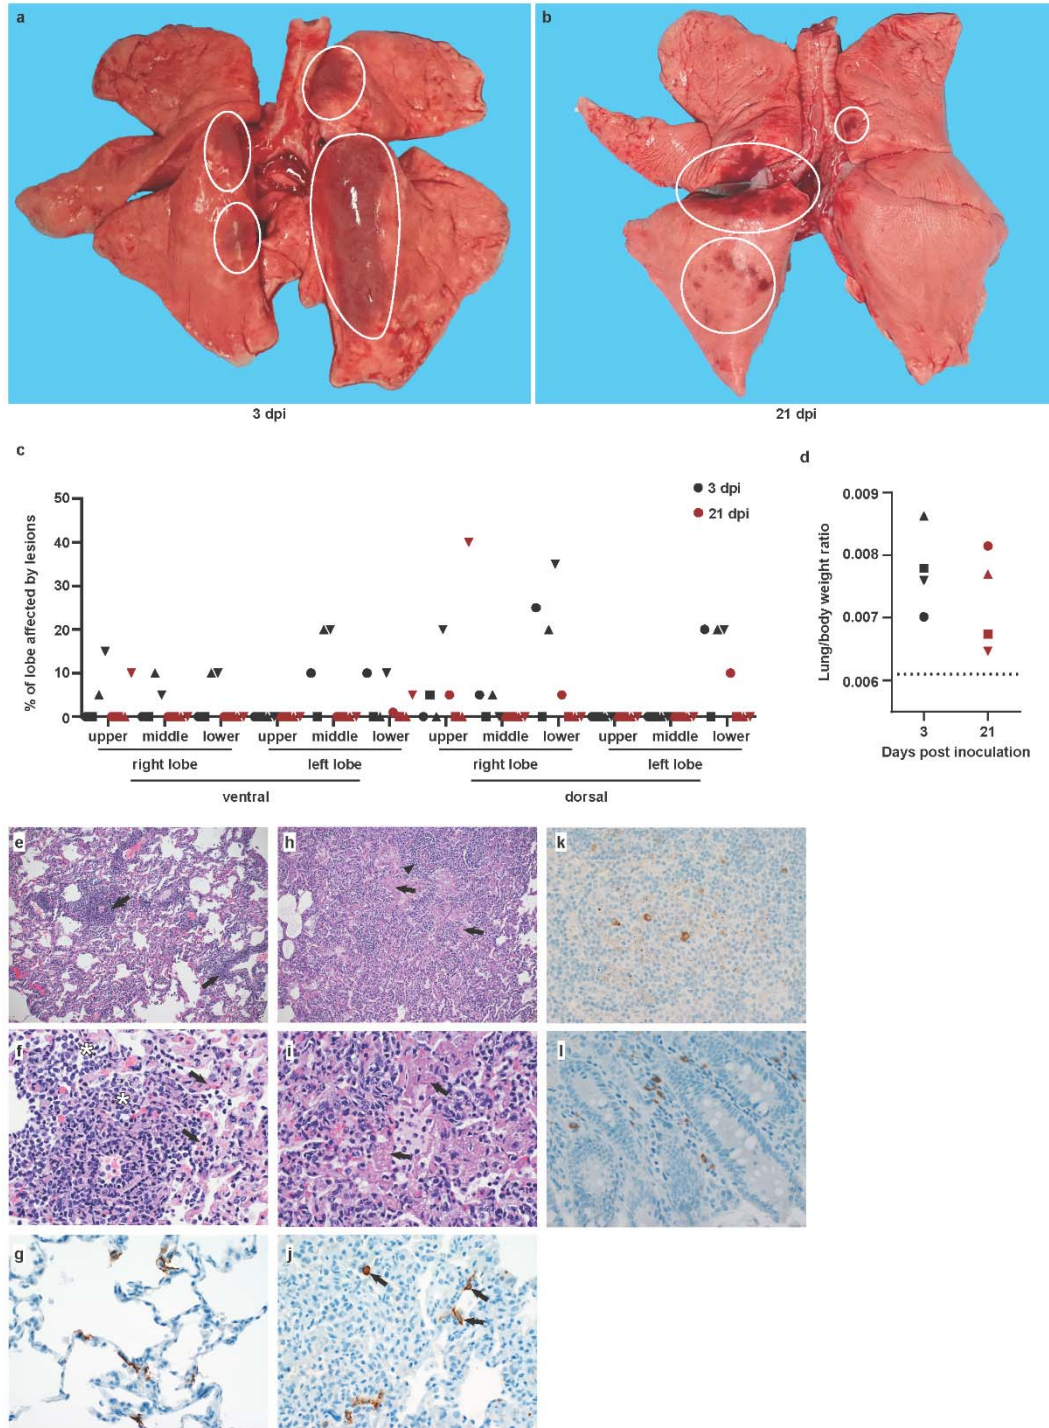 a
b
3 dpi
21 dpi
c
d
% of lobe affected by lesions
50
40
30
20
10
0
3 dpi
21 dpi
upper middle lower upper middle lower upper middle lower upper middle lower
right lobe left lobe right lobe left lobe
ventral dorsal
Lung/body weight ratio
0.009
0.008
0.007
0.006
3 21
Days post inoculation
e
h
k
f
*
*
i
l
g
j